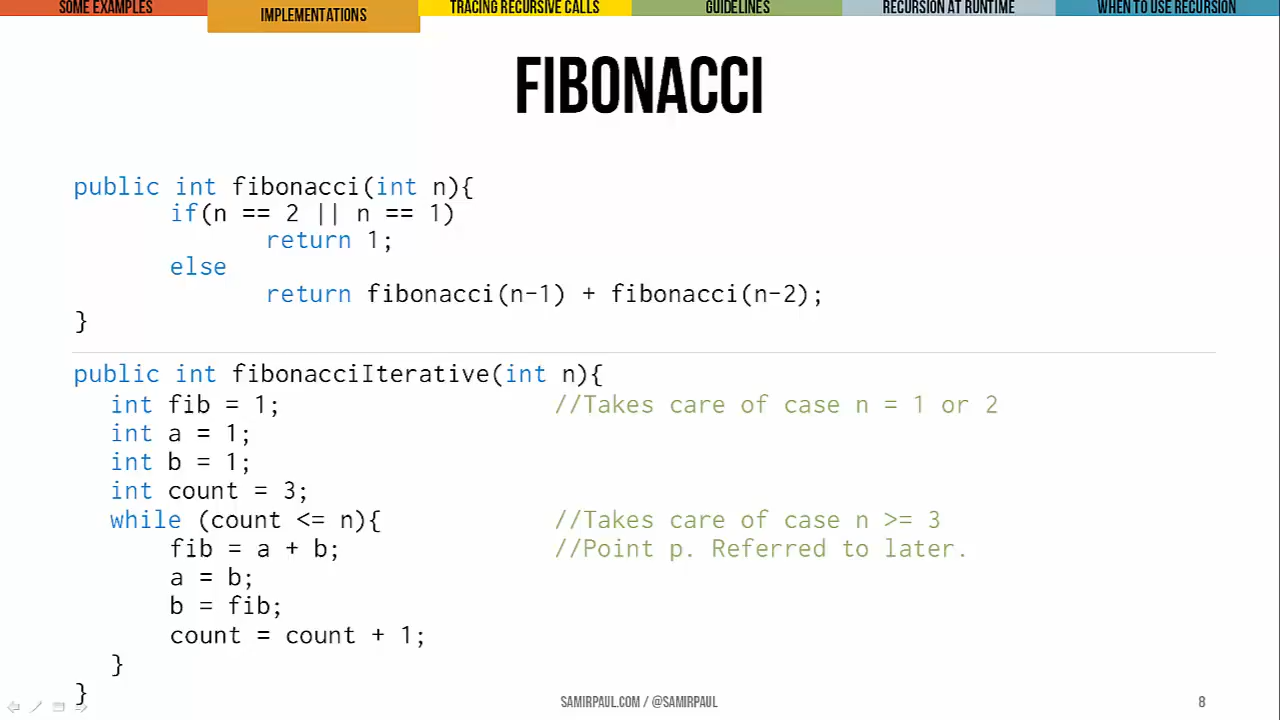 SOME EXAMPLES
IMPLEMENTATIONS
TRACING RECURSIVE CALLS
GUIDELINES
RECURSION AT RUNTIME
WHEN TO USE RECURSION
FIBONACCI
public int fibonacci(int n){
if(n == 2 || n == 1)
return 1;
else
return fibonacci(n-1) + fibonacci(n-2);
}
public int fibonacciIterative(int n){
int fib = 1; //Takes care of case n = 1 or 2
int a = 1;
int b = 1;
int count = 3;
while (count <= n){ //Takes care of case n >= 3
fib = a + b; //Point p. Referred to later.
a = b;
b = fib;
count = count + 1;
}
}
SAMIRPAUL.COM / @SAMIRPAUL
8